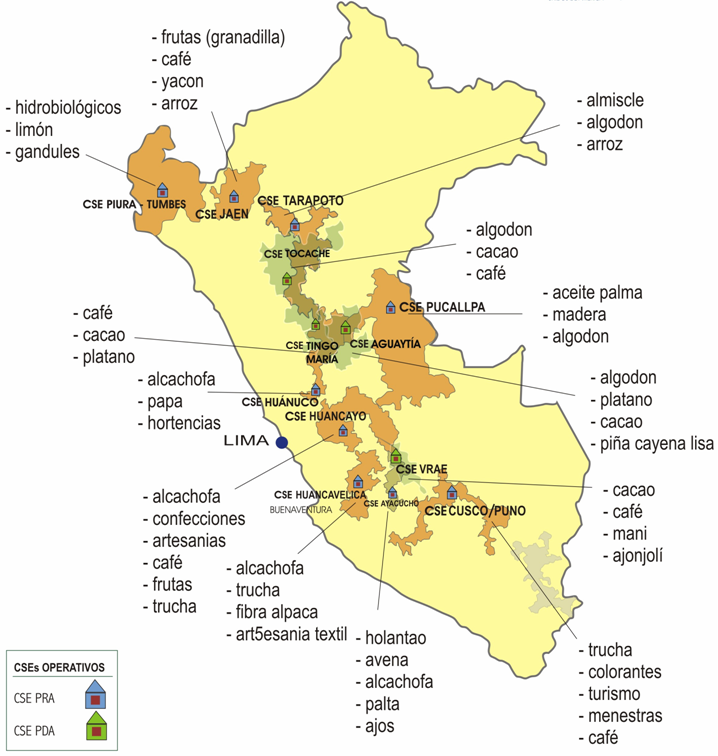 - frutas (granadilla)
- café
- yacon
- arroz
- hidrobiológicos
- limón
- gandules
- almiscle
- algodon
- arroz
CSE PIURA - TUMBES
CSE JAEN
CSE TARAPOTO
CSE TOCACHE
- algodon
- cacao
- café
CSE PUCALLPA
- aceite palma
- madera
- algodon
- café
- cacao
- platano
CSE TINGO
MARÍA
CSE AGUAYTÍA
- alcachofa
- papa
- hortencias
CSE HUÁNUCO
CSE HUANCAYO
- algodon
- platano
- cacao
- piña cayena lisa
LIMA
CSE VRAE
CSE HUANCAVELICA
BUENAVENTURA
CSE AYACUCHO
CSE CUSCO/PUNO
- cacao
- café
- mani
- ajonjolí
- alcachofa
- confecciones
- artesanias
- café
- frutas
- trucha
- alcachofa
- trucha
- fibra alpaca
- art5esania textil
- holantao
- avena
- alcachofa
- palta
- ajos
- trucha
- colorantes
- turismo
- menestras
- café
CSEs OPERATIVOS
CSE PRA
CSE PDA